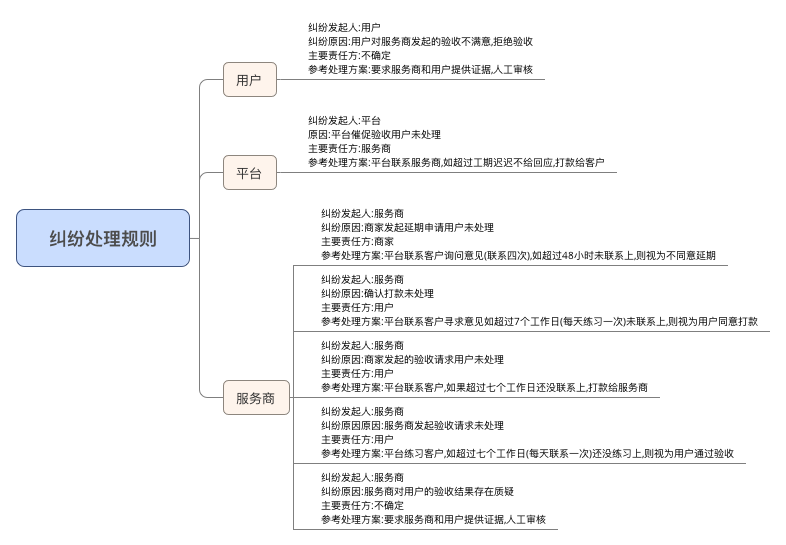 纠纷发起人:用户
纠纷原因:用户对服务商发起的验收不满意,拒绝验收
主要责任方:不确定
参考处理方案:要求服务商和用户提供证据,人工审核
用户
纠纷发起人:平台
原因:平台催促验收用户未处理
主要责任方:服务商
参考处理方案:平台联系服务商,如超过工期迟迟不给回应,打款给客户
平台
纠纷处理规则
纠纷发起人:服务商
纠纷原因:商家发起延期申请用户未处理
主要责任方:商家
参考处理方案:平台联系客户询问意见(联系四次),如超过48小时未联系上,则视为不同意延期
纠纷发起人:服务商
纠纷原因:确认打款未处理
主要责任方:用户
参考处理方案:平台联系客户寻求意见如超过7个工作日(每天练习一次)未联系上,则视为用户同意打款
纠纷发起人:服务商
纠纷原因:商家发起的验收请求用户未处理
主要责任方:用户
参考处理方案:平台联系客户,如果超过七个工作日还没联系上,打款给服务商
服务商
纠纷发起人:服务商
纠纷原因原因:服务商发起验收请求未处理
主要责任方:用户
参考处理方案:平台练习客户,如超过七个工作日(每天联系一次)还没练习上,则视为用户通过验收
纠纷发起人:服务商
纠纷原因:服务商对用户的验收结果存在质疑
主要责任方:不确定
参考处理方案:要求服务商和用户提供证据,人工审核